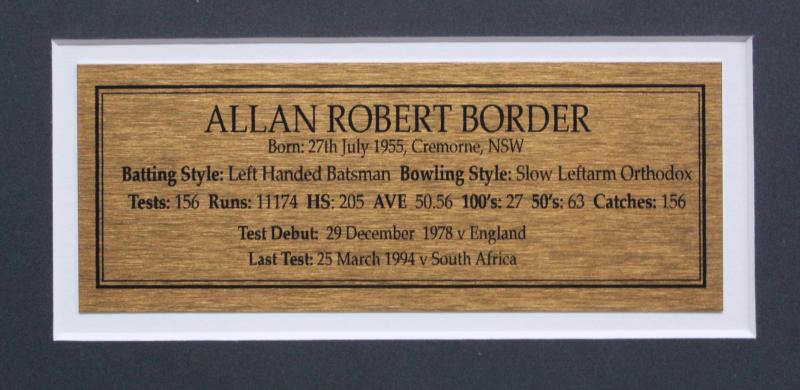 ALLAN ROBERT BORDER
Born: 27th July 1955, Cremorne, NSW
Batting Style: Left Handed Batsman Bowling Style: Slow Leftarm Orthodox
Tests: 156 Runs: 11174 HS: 205 AVE 50.56 100's: 27 50's: 63 Catches: 156
Test Debut: 29 December 1978 v England
Last Test: 25 March 1994 v South Africa